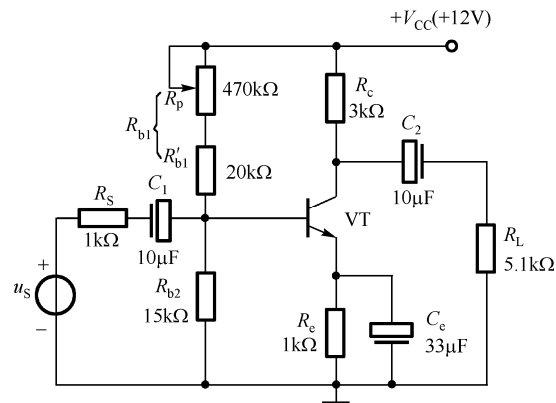 +V_CC(+12V)
R_p
470kΩ
R_c
3kΩ
R_b1
C_2
R'_b1
20kΩ
10μF
R_S
C_1
VT
1kΩ
10μF
R_L
5.1kΩ
+
u_S
−
R_b2
15kΩ
R_e
1kΩ
C_e
33μF